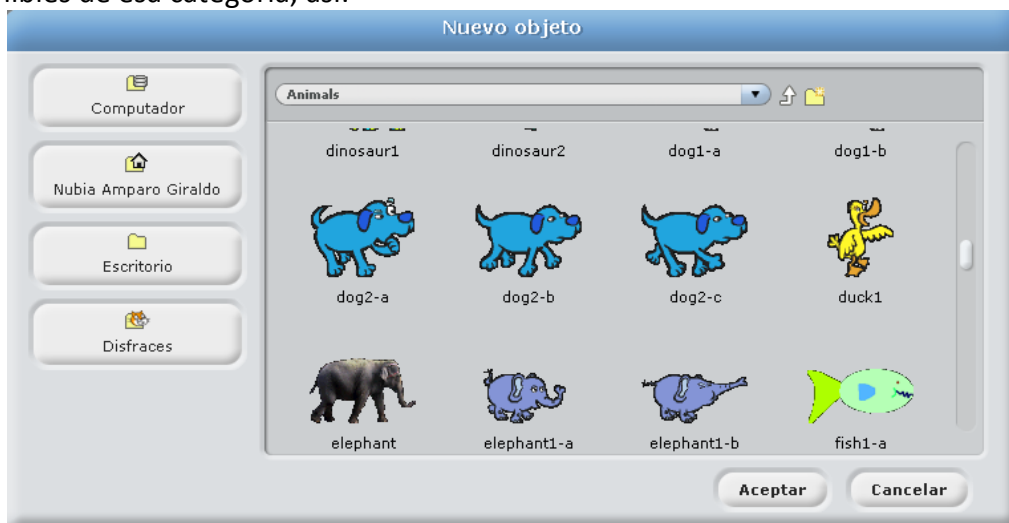 Nuevo objeto
Computador
Nubia Amparo Giraldo
Escritorio
Disfraces
Animals
dinosaur1 dinosaur2 dog1-a dog1-b
dog2-a dog2-b dog2-c duck1
elephant elephant1-a elephant1-b fish1-a
Aceptar Cancelar